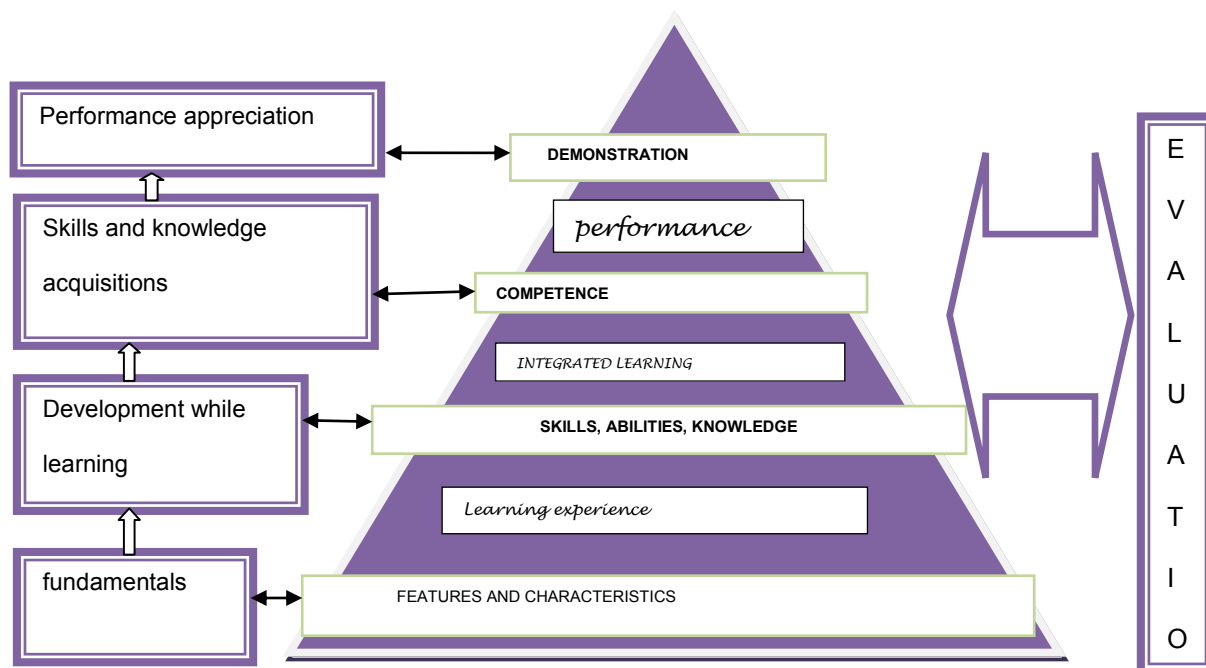 Performance appreciation
Skills and knowledge
acquisitions
Development while
learning
fundamentals
DEMONSTRATION
performance
COMPETENCE
INTEGRATED LEARNING
SKILLS, ABILITIES, KNOWLEDGE
Learning experience
FEATURES AND CHARACTERISTICS
E
V
A
L
U
A
T
I
O